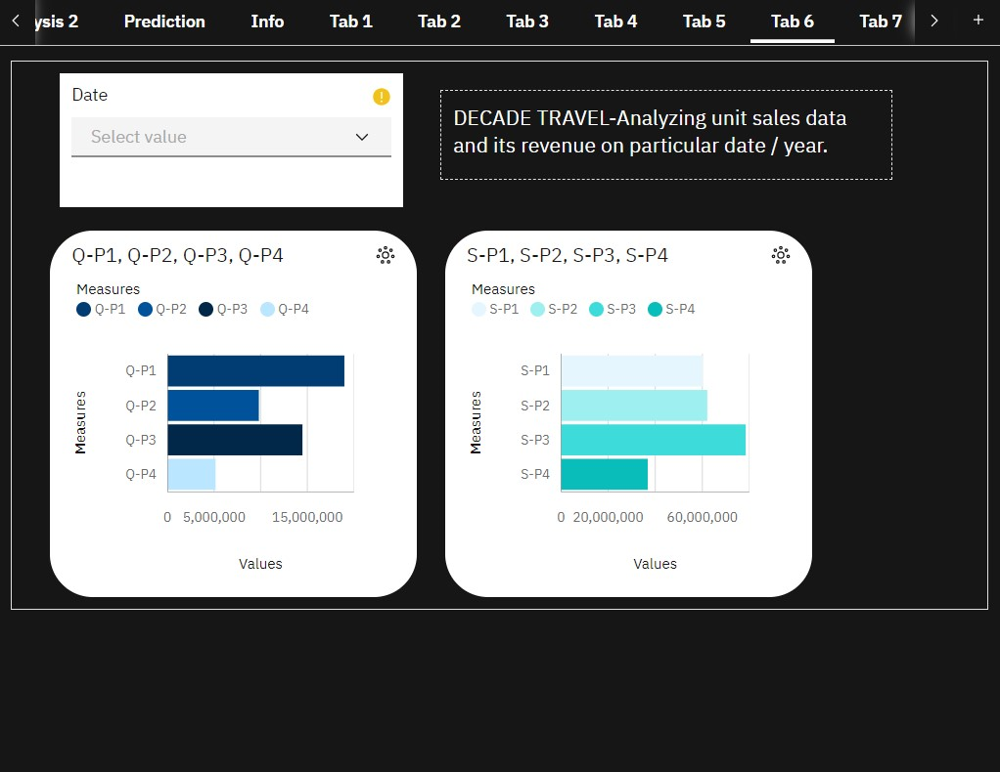 ysis 2 Prediction Info Tab 1 Tab 2 Tab 3 Tab 4 Tab 5 Tab 6 Tab 7
Date
Select value
DECADE TRAVEL-Analyzing unit sales data
and its revenue on particular date / year.
Q-P1, Q-P2, Q-P3, Q-P4
Measures
Q-P1 Q-P2 Q-P3 Q-P4
Measures
Q-P1
Q-P2
Q-P3
Q-P4
0 5,000,000 15,000,000
Values
S-P1, S-P2, S-P3, S-P4
Measures
S-P1 S-P2 S-P3 S-P4
Measures
S-P1
S-P2
S-P3
S-P4
0 20,000,000 60,000,000
Values